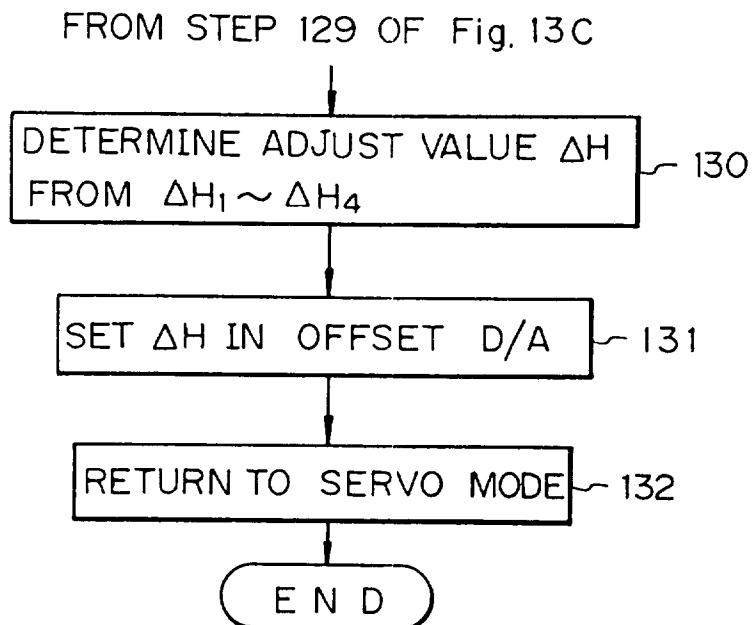 FROM STEP 129 OF Fig. 13C
DETERMINE ADJUST VALUE ΔH
FROM ΔH₁ ~ ΔH₄
130
SET ΔH IN OFFSET D/A
131
RETURN TO SERVO MODE
132
END